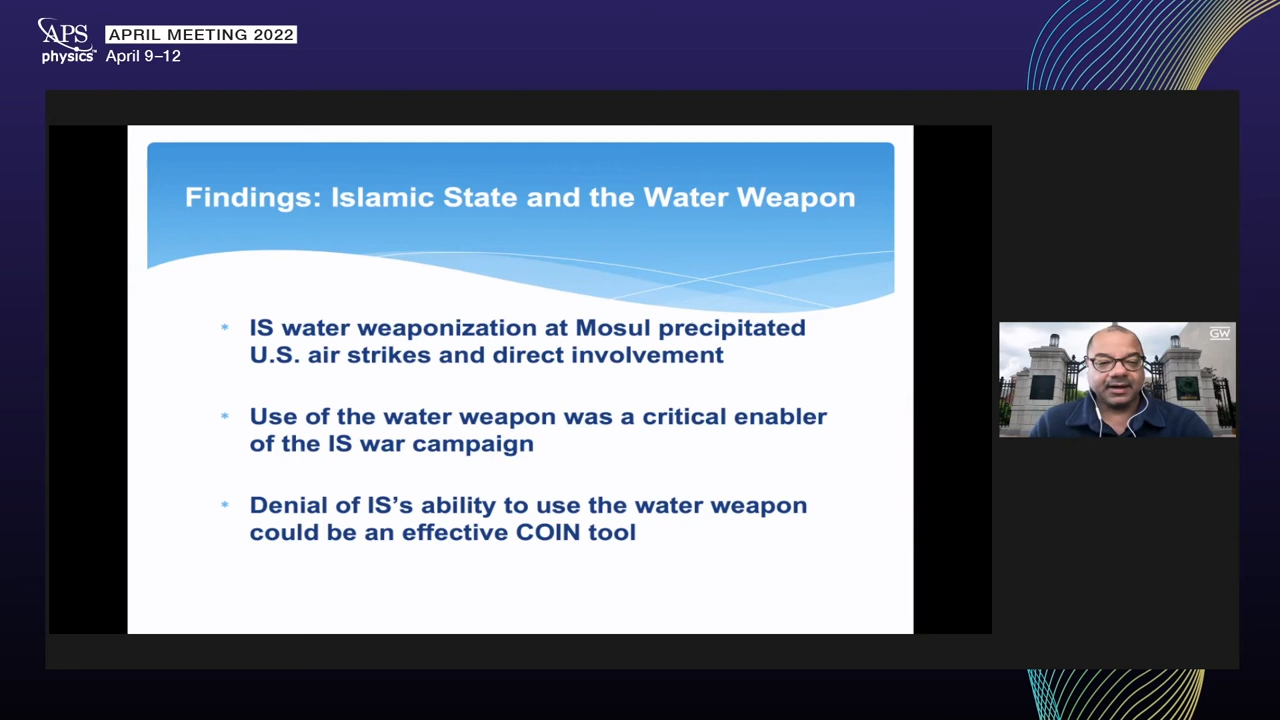 APS
physics
APRIL MEETING 2022
April 9–12
Findings: Islamic State and the Water Weapon
* IS water weaponization at Mosul precipitated
U.S. air strikes and direct involvement
* Use of the water weapon was a critical enabler
of the IS war campaign
* Denial of IS’s ability to use the water weapon
could be an effective COIN tool
GW